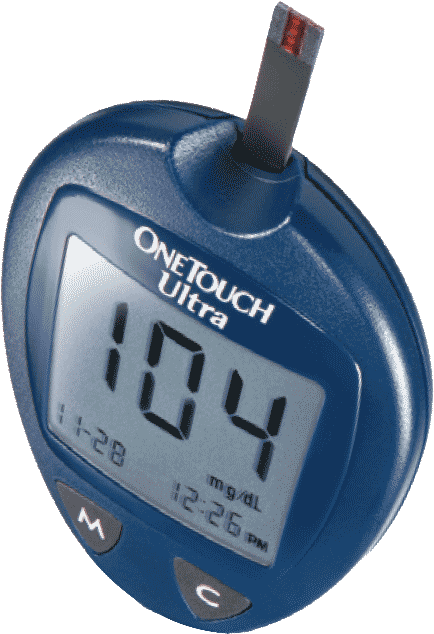 ONETOUCH
Ultra
104
mg/dL
11-28
12:26 PM
M
C